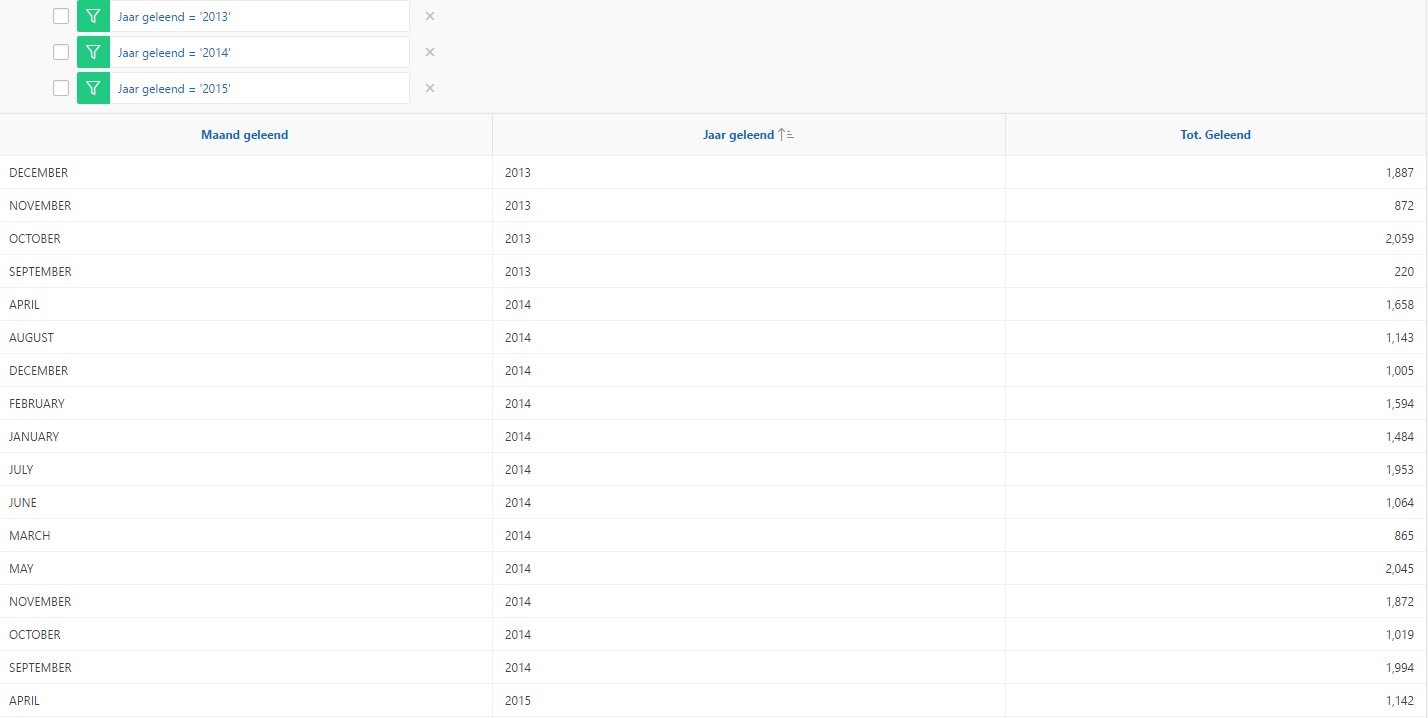 Jaar geleend = '2013'
Jaar geleend = '2014'
Jaar geleend = '2015'
Maand geleend Jaar geleend Tot. Geleend
DECEMBER 2013 1,887
NOVEMBER 2013 872
OCTOBER 2013 2,059
SEPTEMBER 2013 220
APRIL 2014 1,658
AUGUST 2014 1,143
DECEMBER 2014 1,005
FEBRUARY 2014 1,594
JANUARY 2014 1,484
JULY 2014 1,953
JUNE 2014 1,064
MARCH 2014 865
MAY 2014 2,045
NOVEMBER 2014 1,872
OCTOBER 2014 1,019
SEPTEMBER 2014 1,994
APRIL 2015 1,142